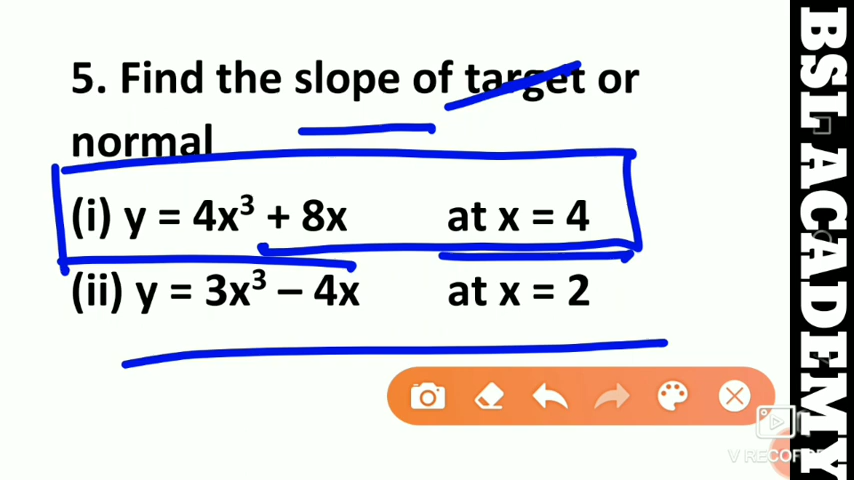 5. Find the slope of target or
normal
(i) y = 4x³ + 8x at x = 4
(ii) y = 3x³ – 4x at x = 2
BSL ACADEMY